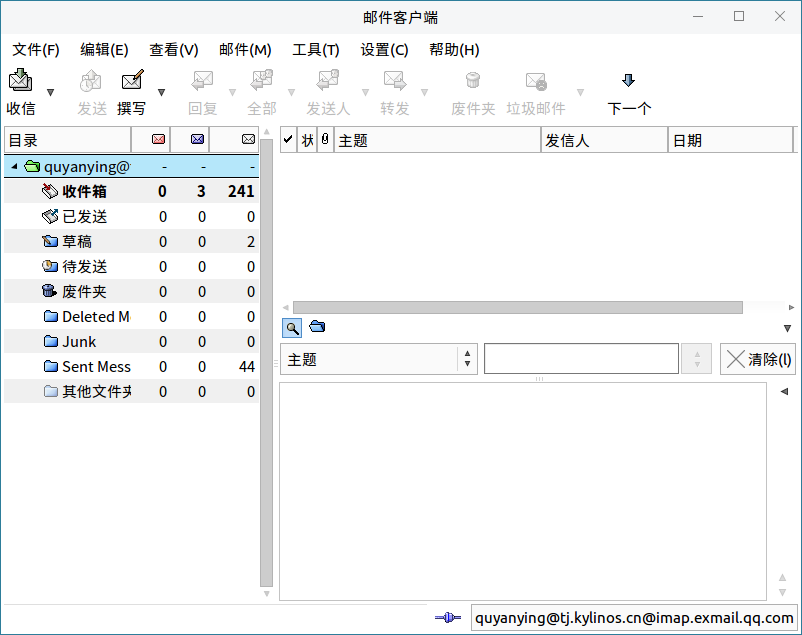 邮件客户端
文件(F) 编辑(E) 查看(V) 邮件(M) 工具(T) 设置(C) 帮助(H)
收信 发送 撰写 回复 全部 发送人 转发 废件夹 垃圾邮件 下一个
目录
quyanying@ - - -
收件箱 0 3 241
已发送 0 0 0
草稿 0 0 2
待发送 0 0 0
废件夹 0 0 0
Deleted M 0 0 0
Junk 0 0 0
Sent Mess 0 0 44
其他文件夹 0 0 0
状 主题 发信人 日期
主题 清除(I)
quyanying@tj.kylinos.cn@imap.exmail.qq.com